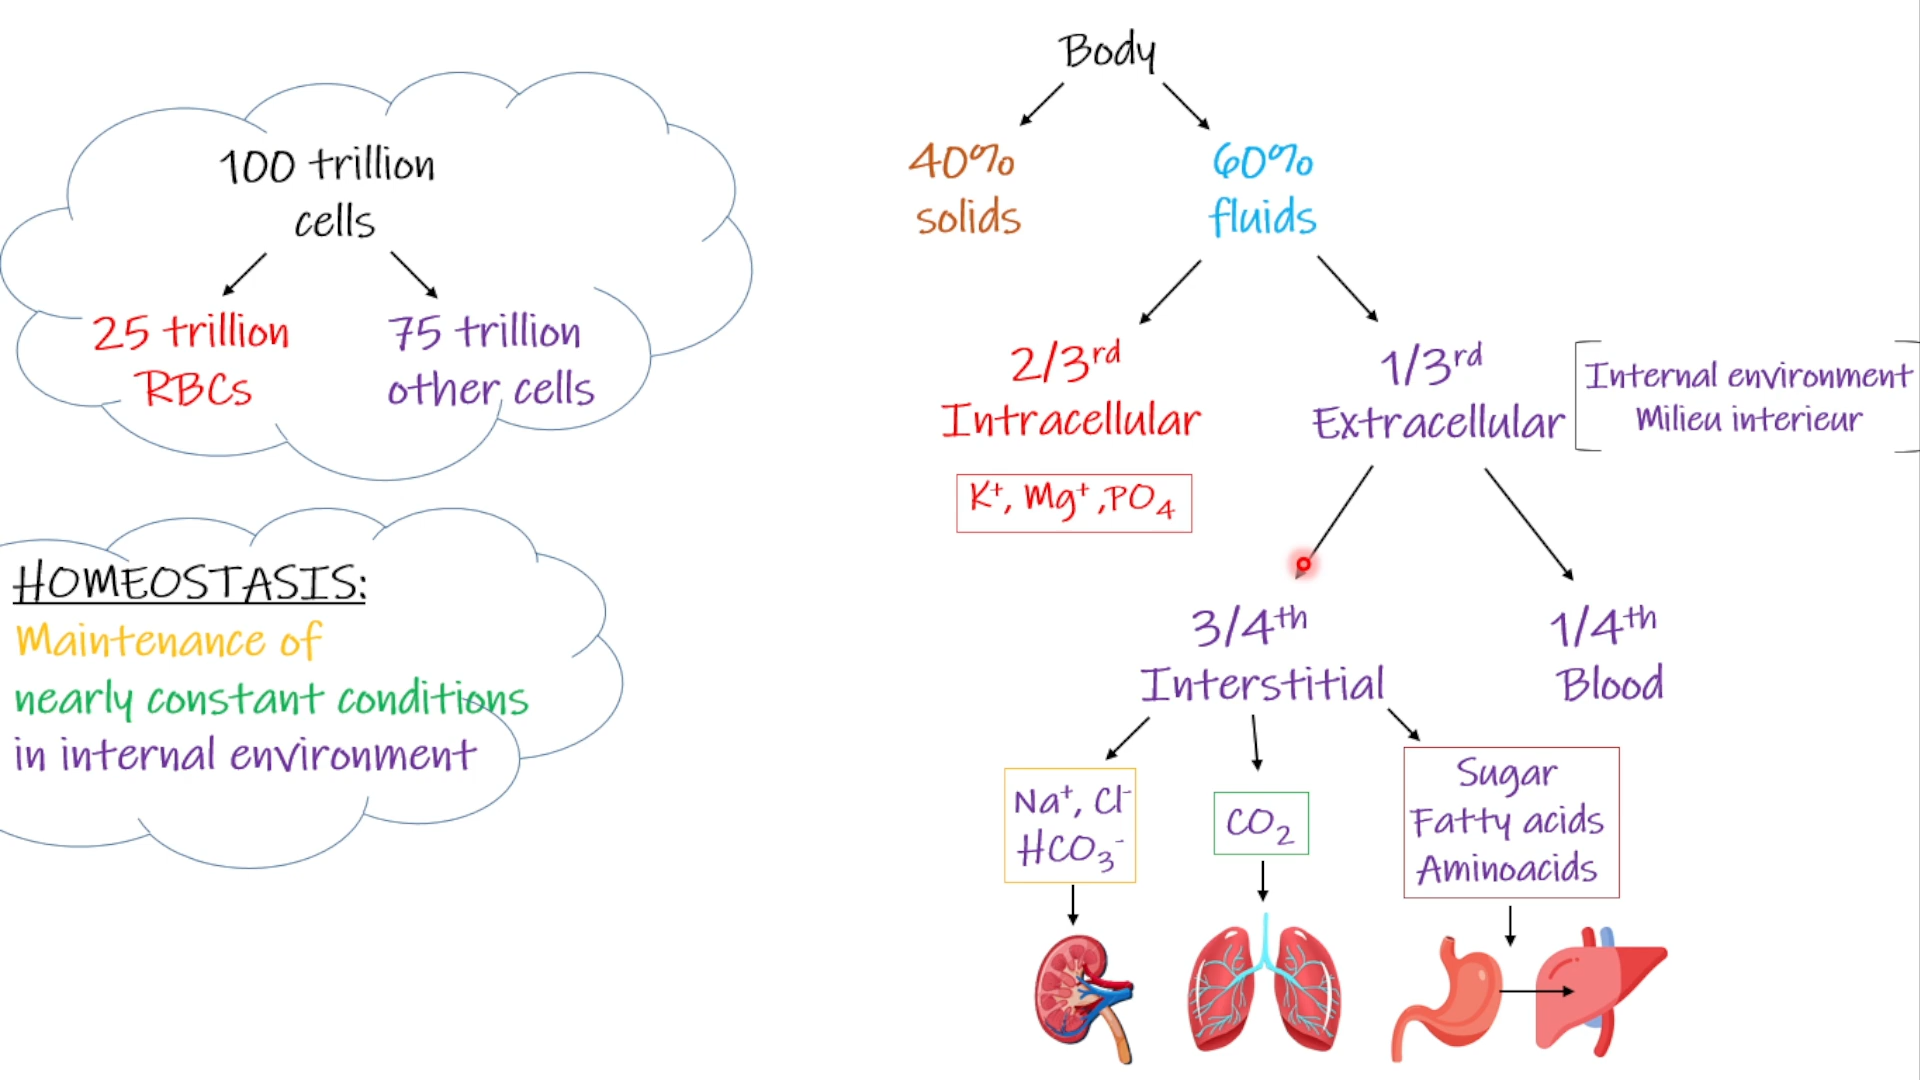 100 trillion
cells
25 trillion
RBCs
75 trillion
other cells
HOMEOSTASIS:
Maintenance of
nearly constant conditions
in internal environment
Body
40%
solids
60%
fluids
2/3rd
Intracellular
K⁺, Mg⁺,PO₄
1/3rd
Extracellular
Internal environment
Milieu interieur
3/4th
Interstitial
1/4th
Blood
Na⁺, Cl⁻
HCO₃⁻
CO₂
Sugar
Fatty acids
Aminoacids